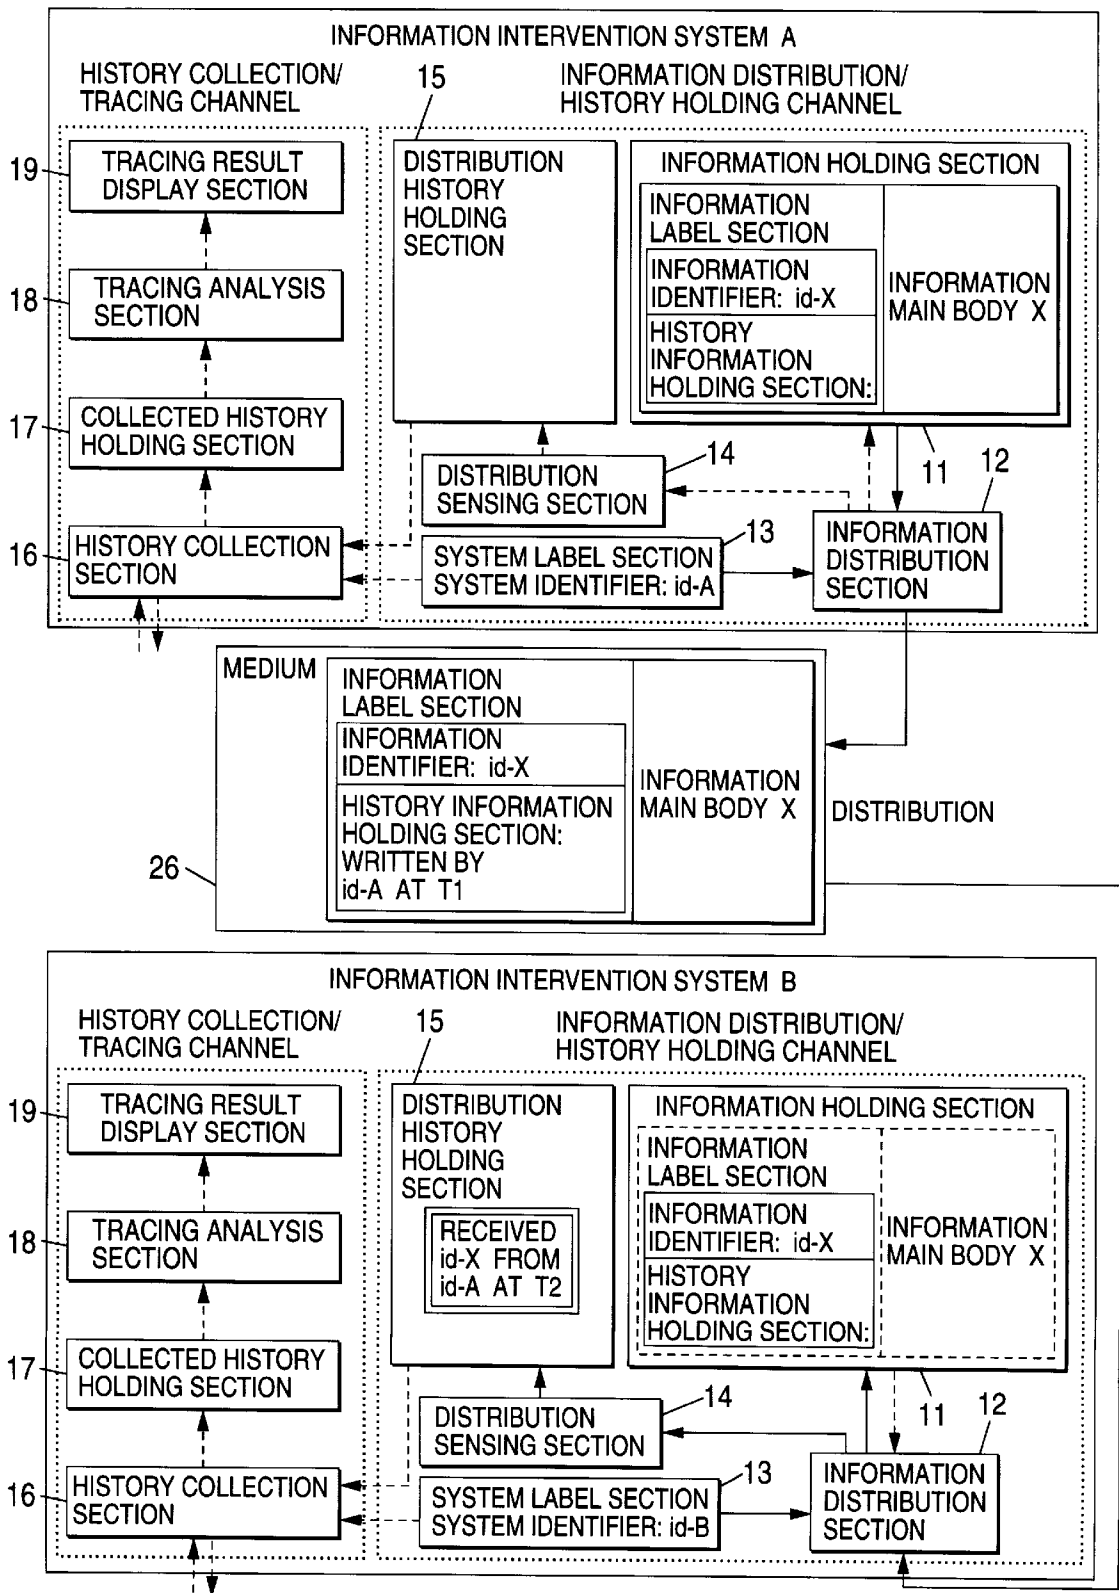 INFORMATION INTERVENTION SYSTEM A
HISTORY COLLECTION/
TRACING CHANNEL
15
INFORMATION DISTRIBUTION/
HISTORY HOLDING CHANNEL
19
TRACING RESULT
DISPLAY SECTION
DISTRIBUTION
HISTORY
HOLDING
SECTION
INFORMATION HOLDING SECTION
INFORMATION
LABEL SECTION
INFORMATION
IDENTIFIER: id-X
HISTORY
INFORMATION
HOLDING SECTION:
INFORMATION
MAIN BODY X
18
TRACING ANALYSIS
SECTION
17
COLLECTED HISTORY
HOLDING SECTION
14
DISTRIBUTION
SENSING SECTION
11
12
16
HISTORY COLLECTION
SECTION
13
SYSTEM LABEL SECTION
SYSTEM IDENTIFIER: id-A
INFORMATION
DISTRIBUTION
SECTION
MEDIUM
INFORMATION
LABEL SECTION
INFORMATION
IDENTIFIER: id-X
HISTORY INFORMATION
HOLDING SECTION:
WRITTEN BY
id-A AT T1
INFORMATION
MAIN BODY X
DISTRIBUTION
26
INFORMATION INTERVENTION SYSTEM B
HISTORY COLLECTION/
TRACING CHANNEL
15
INFORMATION DISTRIBUTION/
HISTORY HOLDING CHANNEL
19
TRACING RESULT
DISPLAY SECTION
DISTRIBUTION
HISTORY
HOLDING
SECTION
RECEIVED
id-X FROM
id-A AT T2
INFORMATION HOLDING SECTION
INFORMATION
LABEL SECTION
INFORMATION
IDENTIFIER: id-X
HISTORY
INFORMATION
HOLDING SECTION:
INFORMATION
MAIN BODY X
18
TRACING ANALYSIS
SECTION
17
COLLECTED HISTORY
HOLDING SECTION
14
DISTRIBUTION
SENSING SECTION
11
12
16
HISTORY COLLECTION
SECTION
13
SYSTEM LABEL SECTION
SYSTEM IDENTIFIER: id-B
INFORMATION
DISTRIBUTION
SECTION